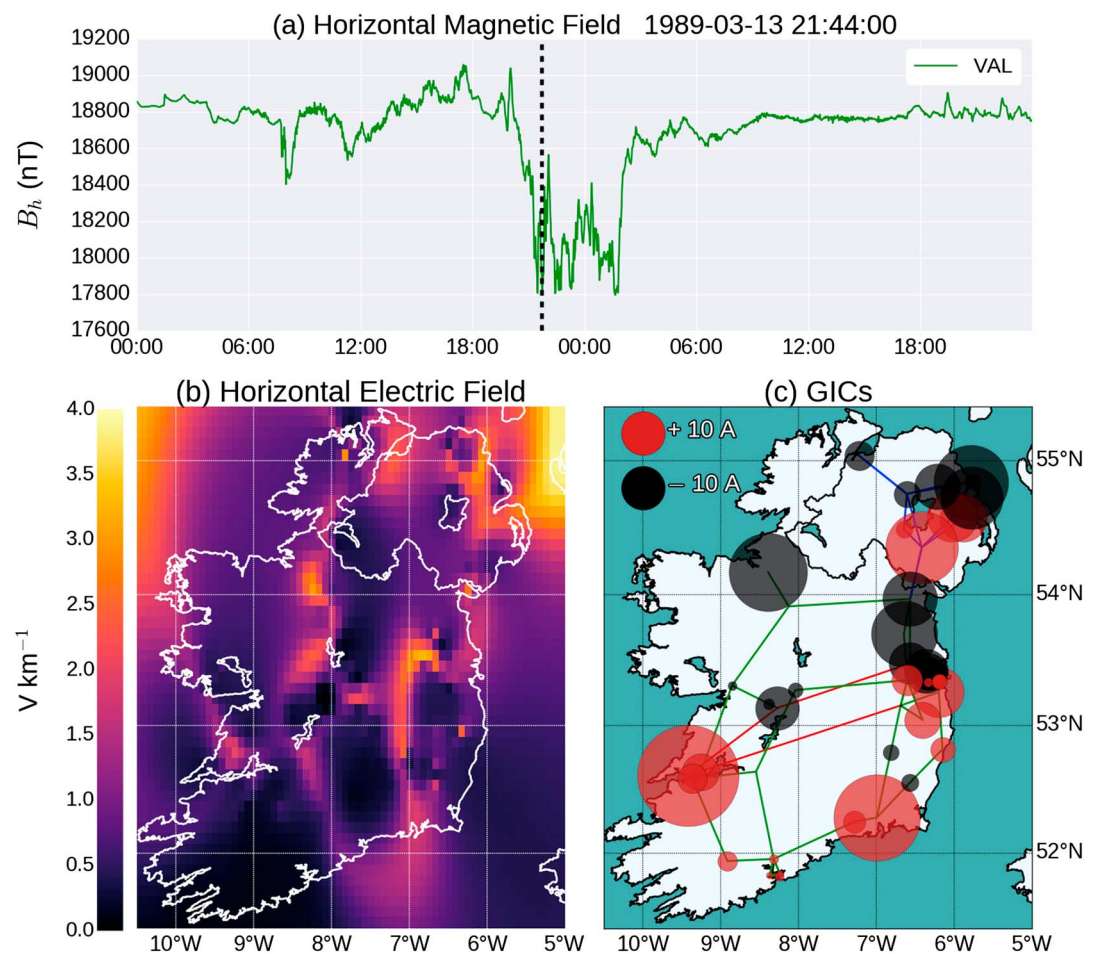 (a) Horizontal Magnetic Field 1989-03-13 21:44:00
19200
19000
18800
18600
18400
18200
18000
17800
17600
B_h (nT)
VAL
00:00 06:00 12:00 18:00 00:00 06:00 12:00 18:00
(b) Horizontal Electric Field
4.0
3.5
3.0
2.5
2.0
1.5
1.0
0.5
0.0
V km⁻¹
10°W 9°W 8°W 7°W 6°W 5°W
(c) GICs
+ 10 A
− 10 A
55°N
54°N
53°N
52°N
10°W 9°W 8°W 7°W 6°W 5°W